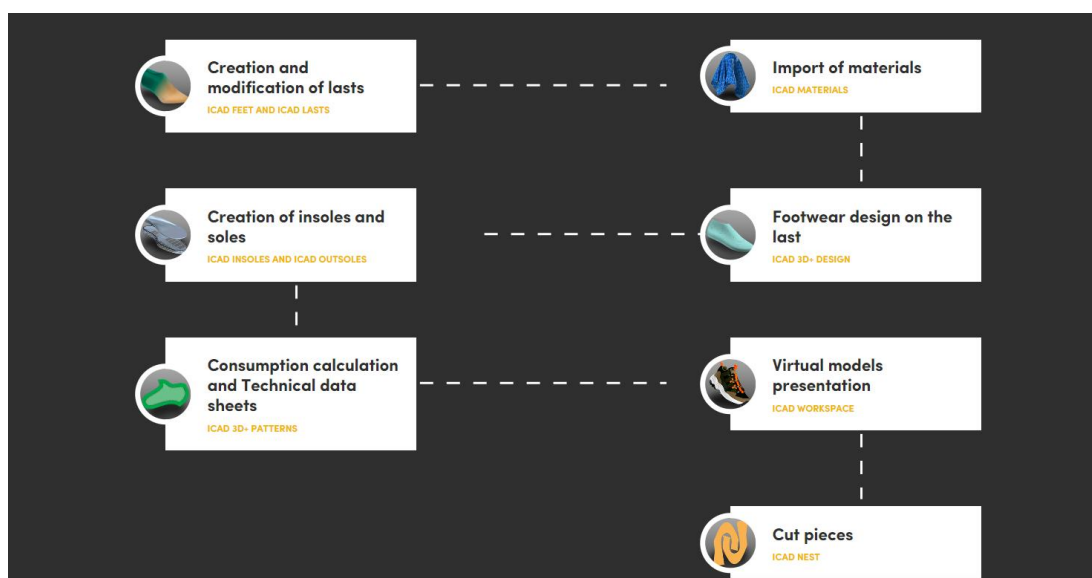 Creation and
modification of lasts
ICAD FEET AND ICAD LASTS
Import of materials
ICAD MATERIALS
Creation of insoles and
soles
ICAD INSOLES AND ICAD OUTSOLES
Footwear design on the
last
ICAD 3D+ DESIGN
Consumption calculation
and Technical data
sheets
ICAD 3D+ PATTERNS
Virtual models
presentation
ICAD WORKSPACE
Cut pieces
ICAD NEST